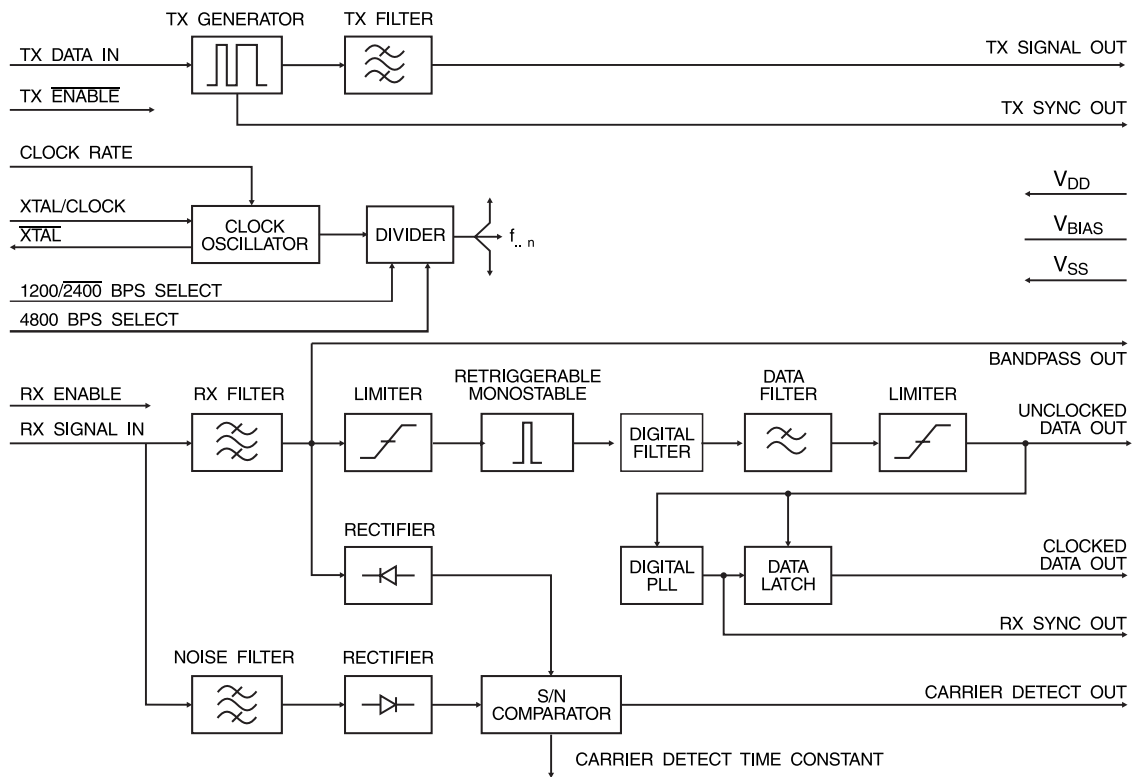 TX GENERATOR
TX FILTER
TX DATA IN
TX SIGNAL OUT
TX ENABLE
TX SYNC OUT
CLOCK RATE
VDD
XTAL/CLOCK
XTAL
CLOCK
OSCILLATOR
DIVIDER
f.. n
VBIAS
VSS
1200/2400 BPS SELECT
4800 BPS SELECT
BANDPASS OUT
RX ENABLE
RX FILTER
LIMITER
RETRIGGERABLE
MONOSTABLE
DATA
FILTER
LIMITER
UNCLOCKED
DATA OUT
RX SIGNAL IN
DIGITAL
FILTER
RECTIFIER
DIGITAL
PLL
DATA
LATCH
CLOCKED
DATA OUT
RX SYNC OUT
NOISE FILTER
RECTIFIER
S/N
COMPARATOR
CARRIER DETECT OUT
CARRIER DETECT TIME CONSTANT